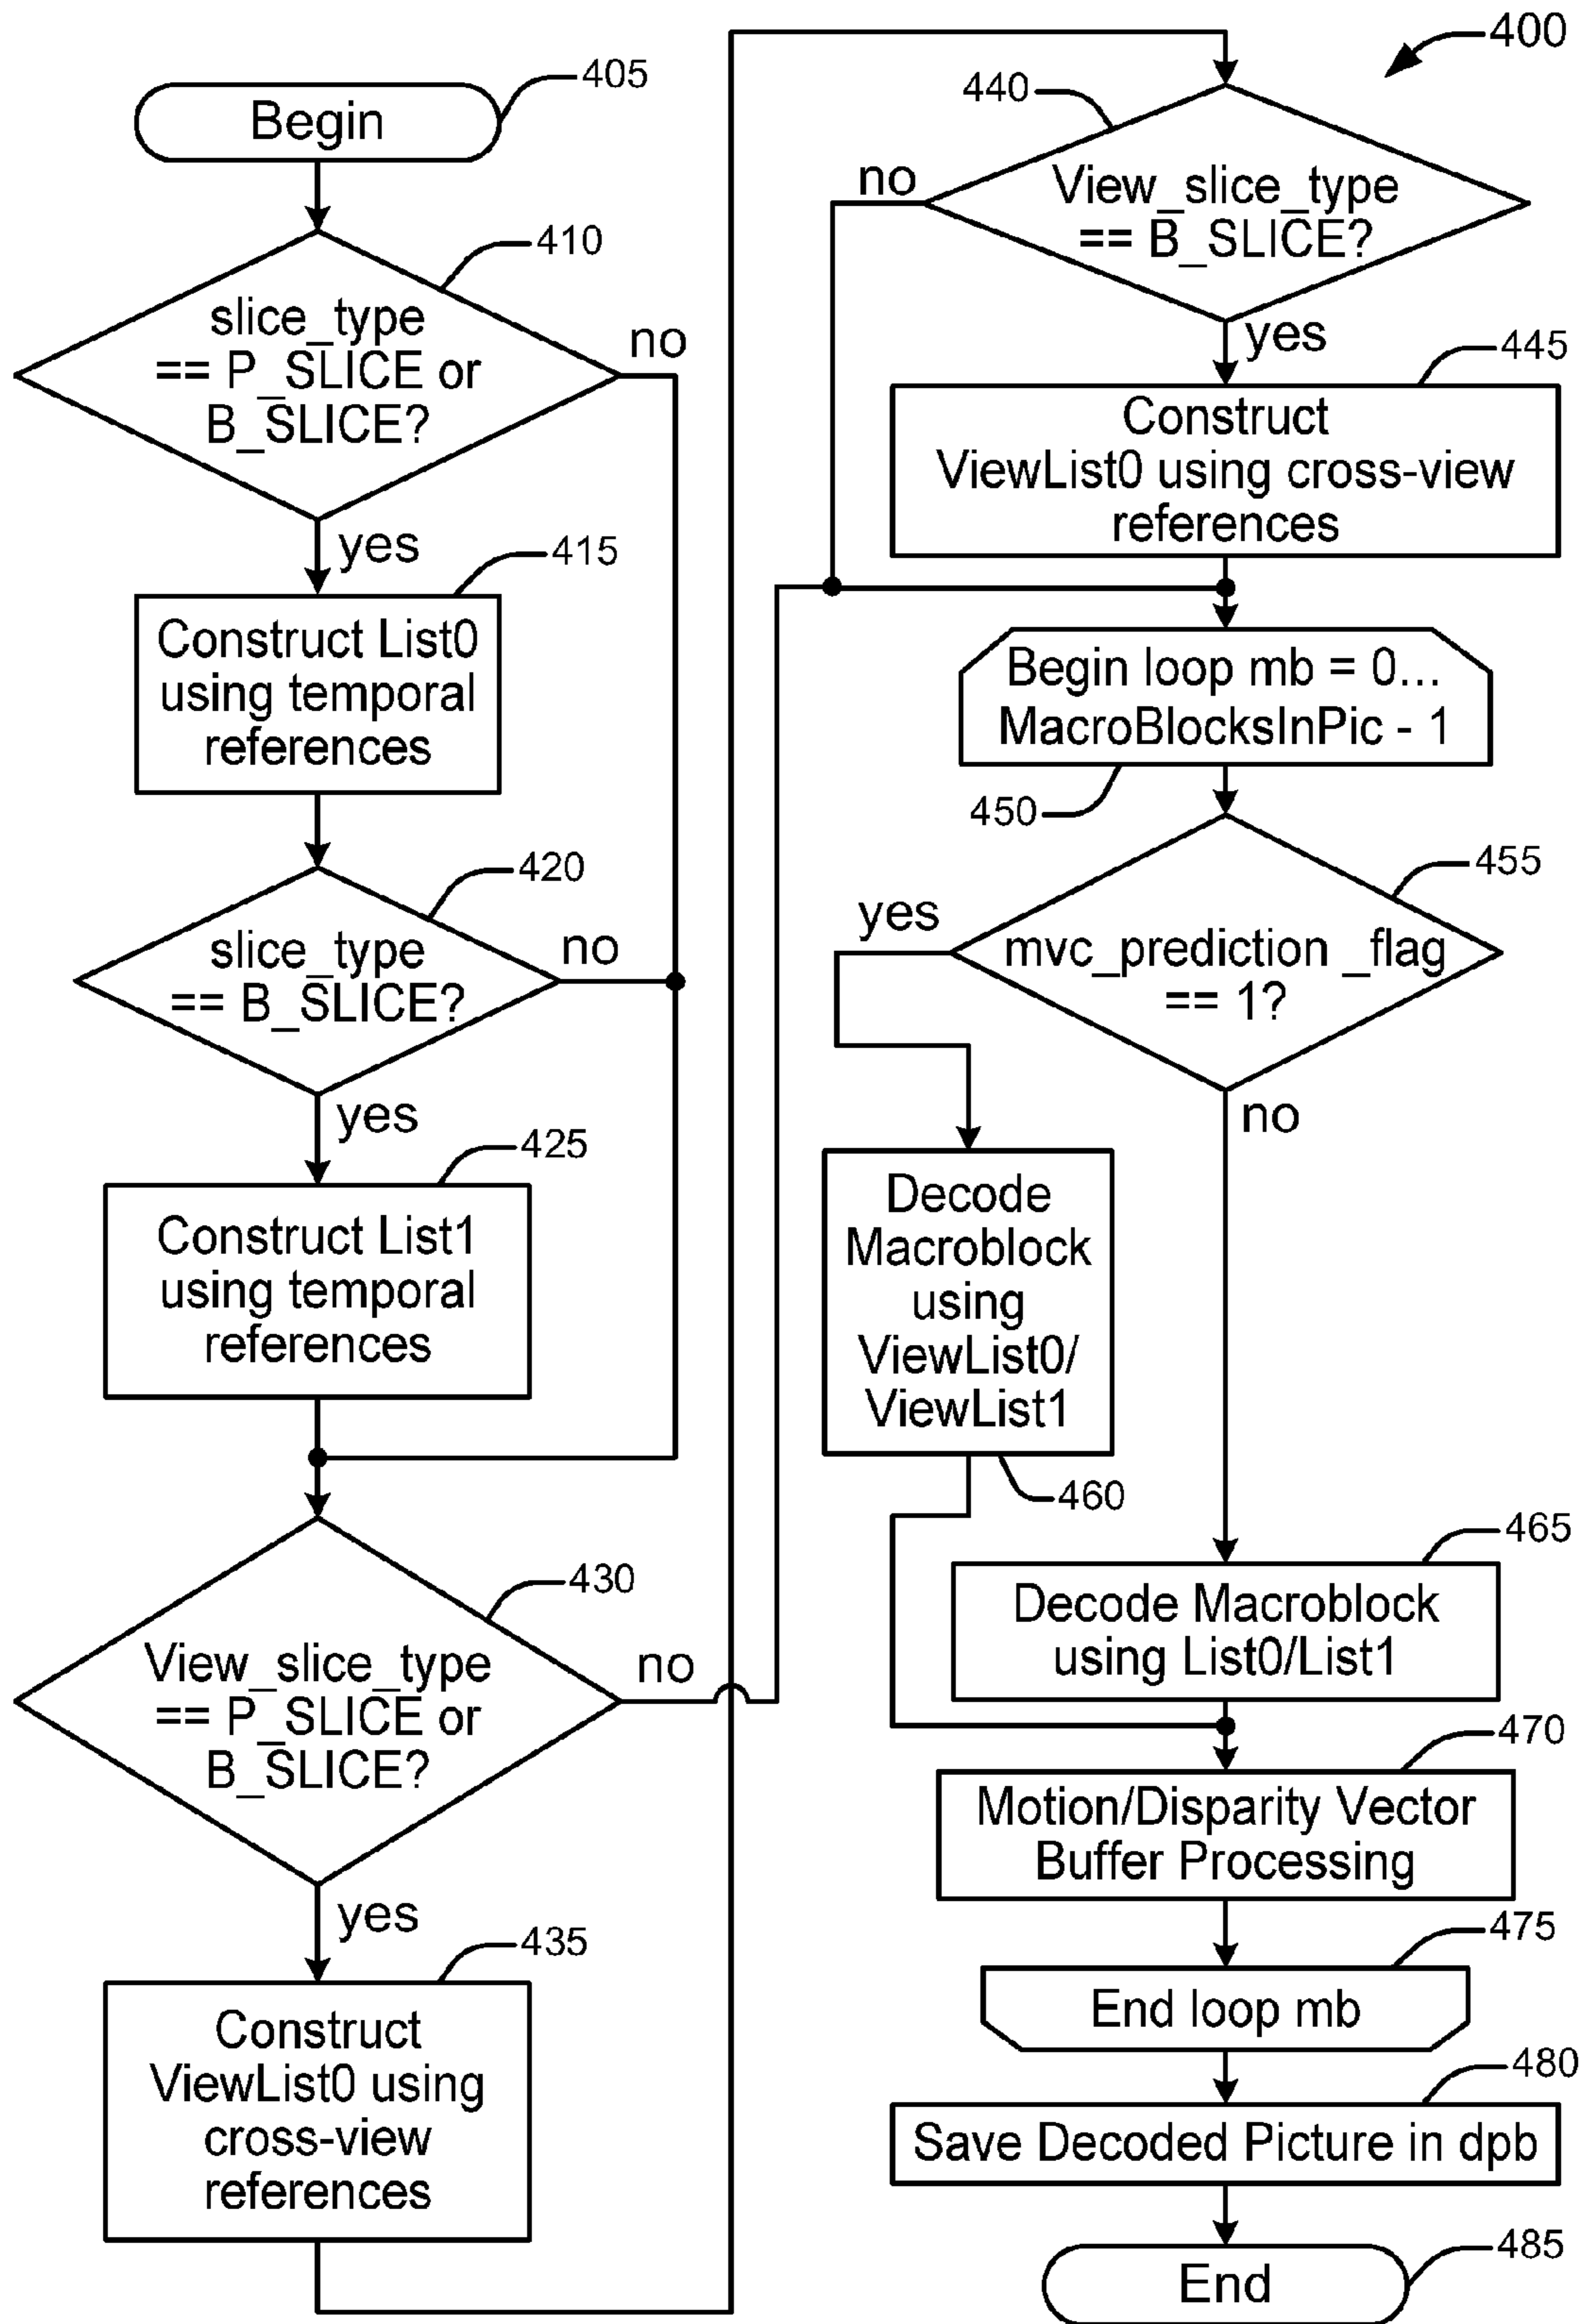 400
405
Begin
410
slice_type
== P_SLICE or
B_SLICE?
no
yes
415
Construct List0
using temporal
references
420
slice_type
== B_SLICE?
no
yes
425
Construct List1
using temporal
references
430
View_slice_type
== P_SLICE or
B_SLICE?
no
yes
435
Construct
ViewList0 using
cross-view
references
440
View_slice_type
== B_SLICE?
no
yes
445
Construct
ViewList0 using cross-view
references
Begin loop mb = 0...
MacroBlocksInPic - 1
450
455
mvc_prediction _flag
== 1?
yes
no
Decode
Macroblock
using
ViewList0/
ViewList1
460
465
Decode Macroblock
using List0/List1
470
Motion/Disparity Vector
Buffer Processing
475
End loop mb
480
Save Decoded Picture in dpb
485
End